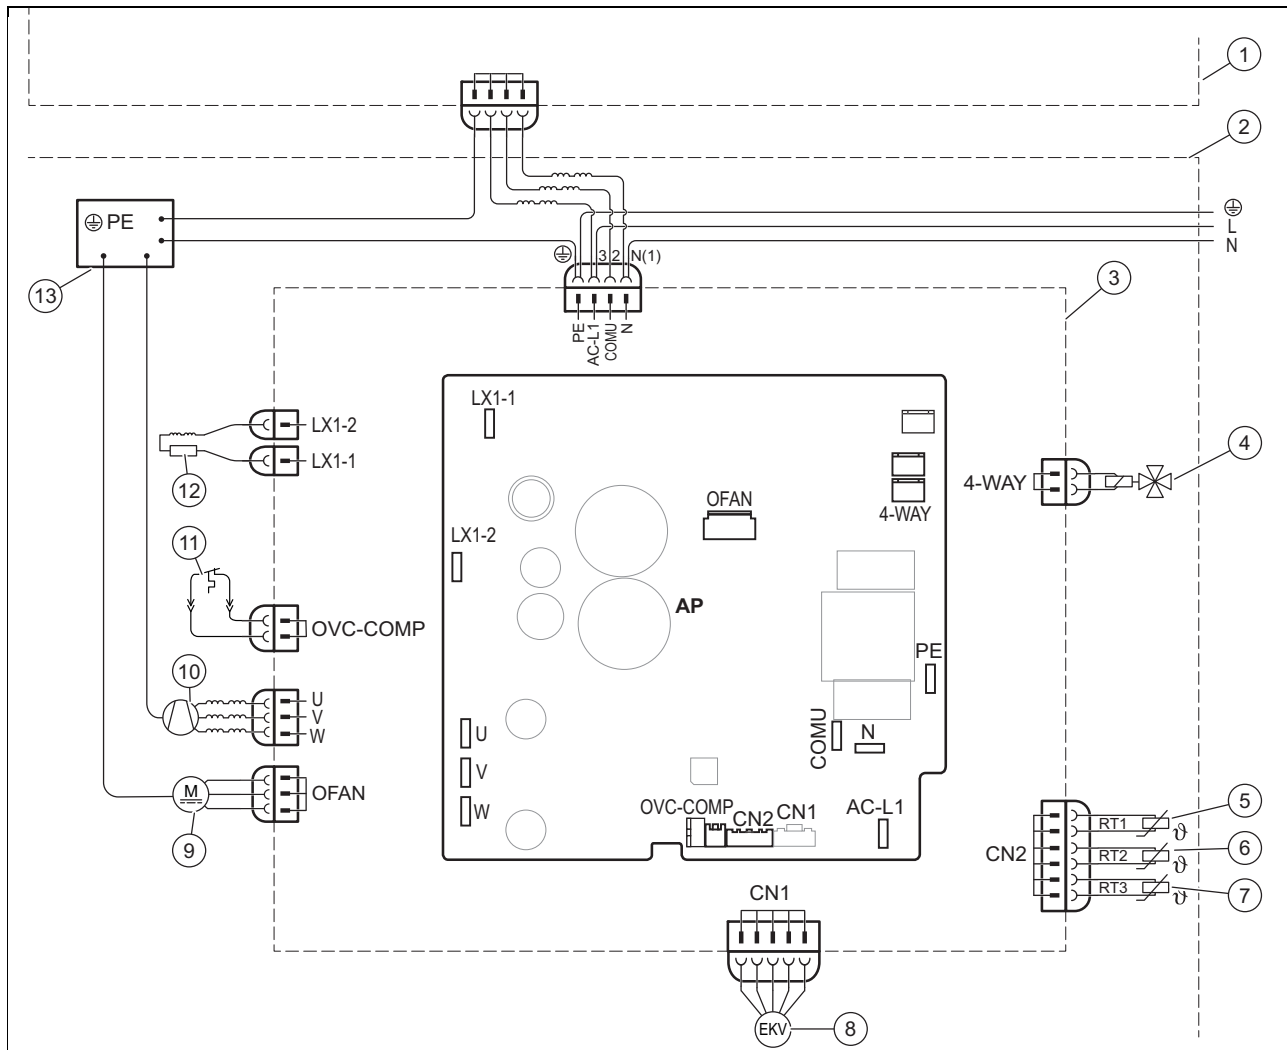 1
2
⏚ PE
⏚
L
N
⏚ 3 2 N(1)
13
3
PE
AC-L1
COMU
N
LX1-1
LX1-2
LX1-1
12
4-WAY
4
OFAN
4-WAY
11
LX1-2
AP
OVC-COMP
PE
10
U
V
W
COMU
N
U
V
W
M
OFAN
9
OVC-COMP
CN2
CN1
AC-L1
CN2
RT1
ϑ
5
RT2
ϑ
6
RT3
ϑ
7
CN1
EKV
8